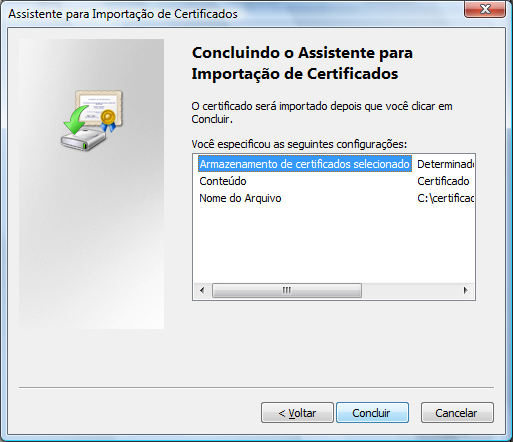 Assistente para Importação de Certificados
Concluindo o Assistente para
Importação de Certificados
O certificado será importado depois que você clicar em
Concluir.
Você especificou as seguintes configurações:
Armazenamento de certificados selecionado Determinado
Conteúdo Certificado
Nome do Arquivo C:\certificad
< Voltar Concluir Cancelar